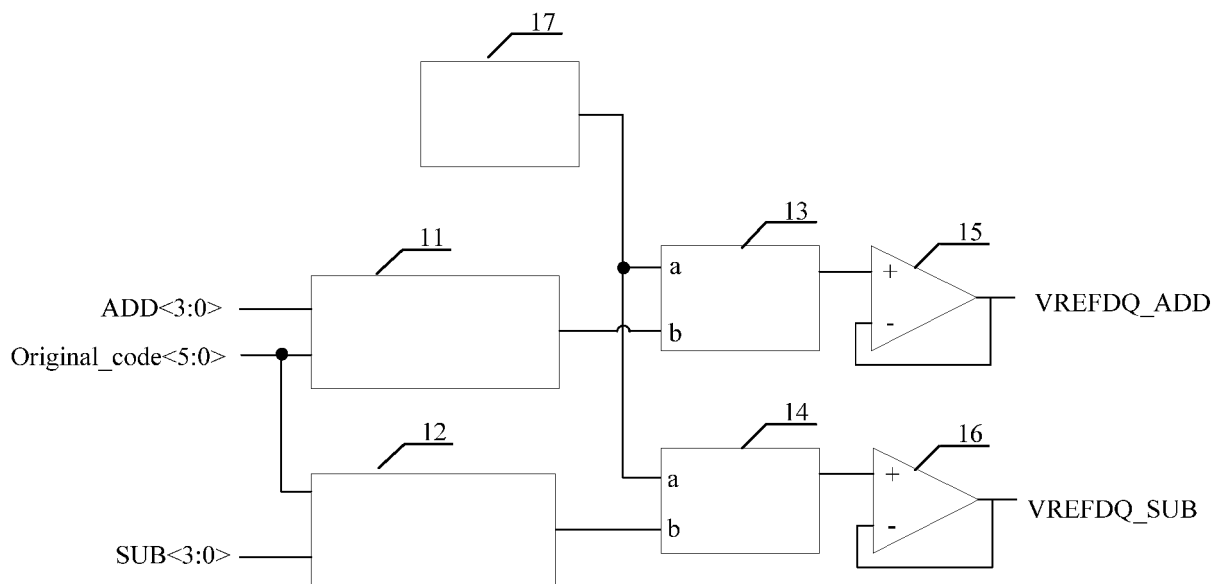 17
13
a
b
15
+
-
VREFDQ_ADD
11
ADD<3:0>
Original_code<5:0>
12
SUB<3:0>
14
a
b
16
+
-
VREFDQ_SUB